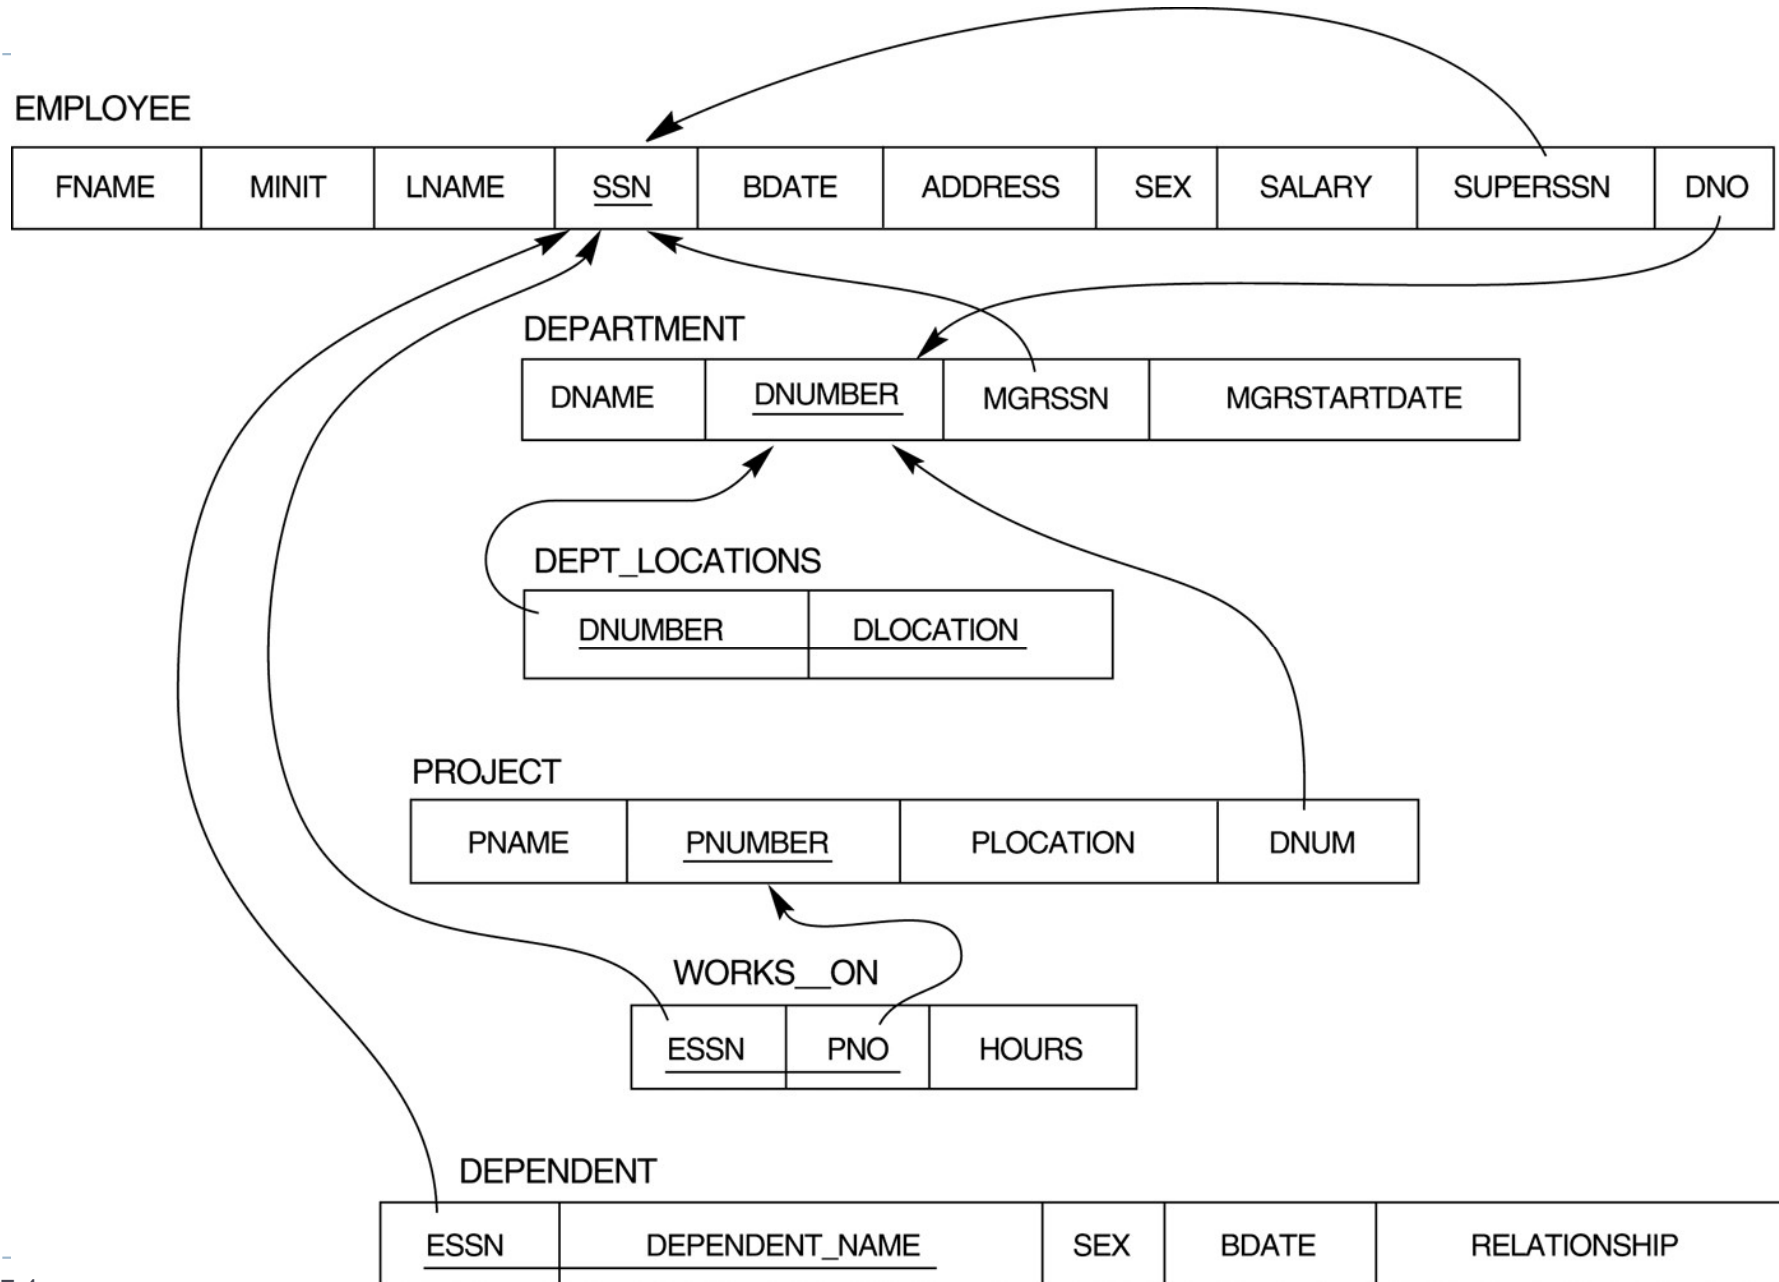 EMPLOYEE
FNAME MINIT LNAME SSN BDATE ADDRESS SEX SALARY SUPERSSN DNO
DEPARTMENT
DNAME DNUMBER MGRSSN MGRSTARTDATE
DEPT_LOCATIONS
DNUMBER DLOCATION
PROJECT
PNAME PNUMBER PLOCATION DNUM
WORKS__ON
ESSN PNO HOURS
DEPENDENT
ESSN DEPENDENT_NAME SEX BDATE RELATIONSHIP